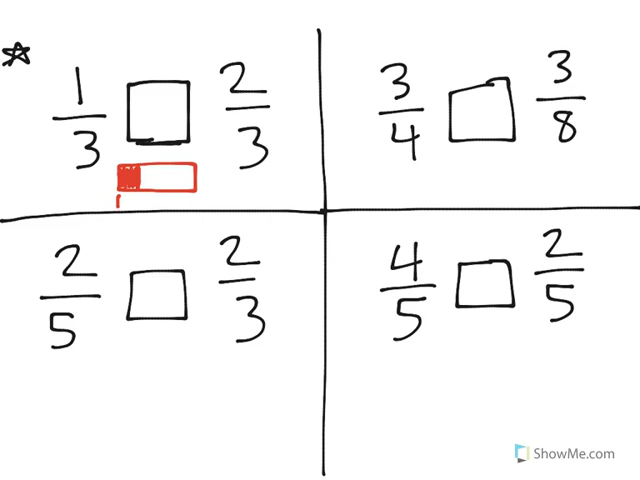 1/3 □ 2/3
3/4 □ 3/8
2/5 □ 2/3
4/5 □ 2/5
ShowMe.com